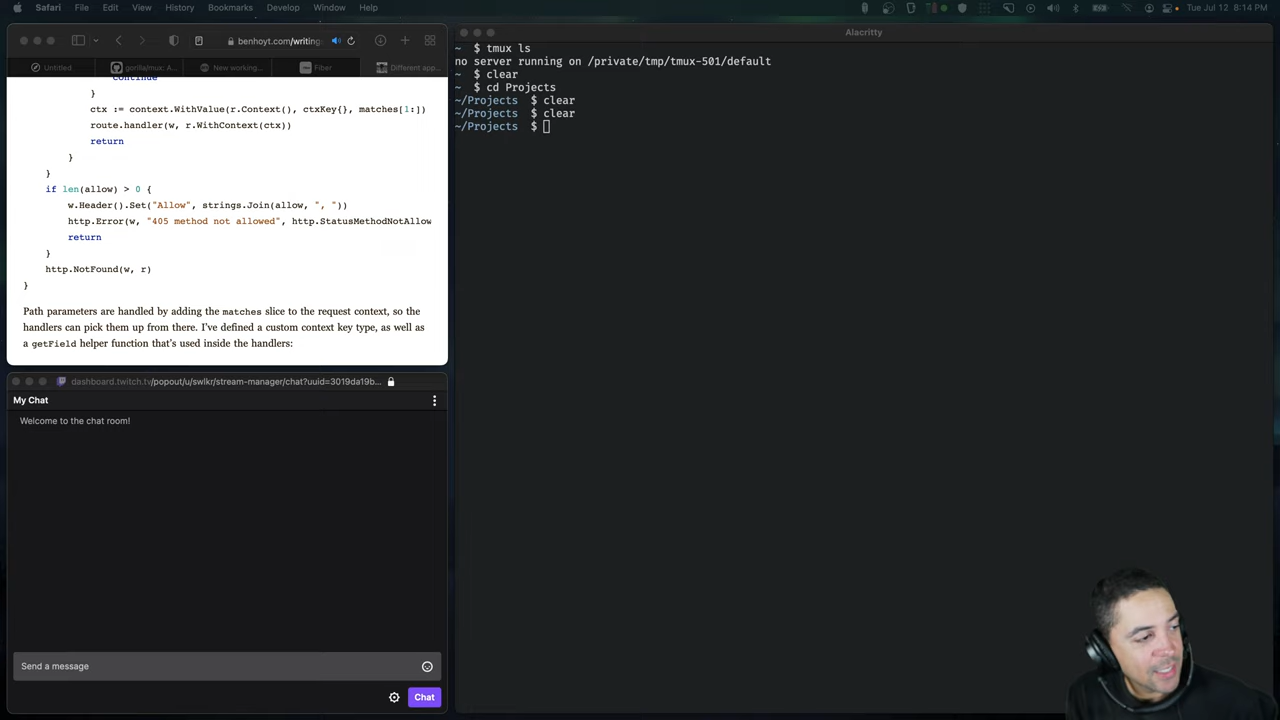 Safari File Edit View History Bookmarks Develop Window Help
Tue Jul 12 8:14 PM
benhoyt.com/writing
Untitled
gorilla/mux: A...
New working...
Fiber
Different app...
continue
}
ctx := context.WithValue(r.Context(), ctxKey{}, matches[1:])
route.handler(w, r.WithContext(ctx))
return
}
}
if len(allow) > 0 {
w.Header().Set("Allow", strings.Join(allow, ", "))
http.Error(w, "405 method not allowed", http.StatusMethodNotAllow
return
}
http.NotFound(w, r)
}
Path parameters are handled by adding the matches slice to the request context, so the
handlers can pick them up from there. I've defined a custom context key type, as well as
a getField helper function that's used inside the handlers:
dashboard.twitch.tv/popout/u/swlkr/stream-manager/chat?uuid=3019da19b...
My Chat
Welcome to the chat room!
Send a message
Chat
Alacritty
~ $ tmux ls
no server running on /private/tmp/tmux-501/default
~ $ clear
~ $ cd Projects
~/Projects $ clear
~/Projects $ clear
~/Projects $